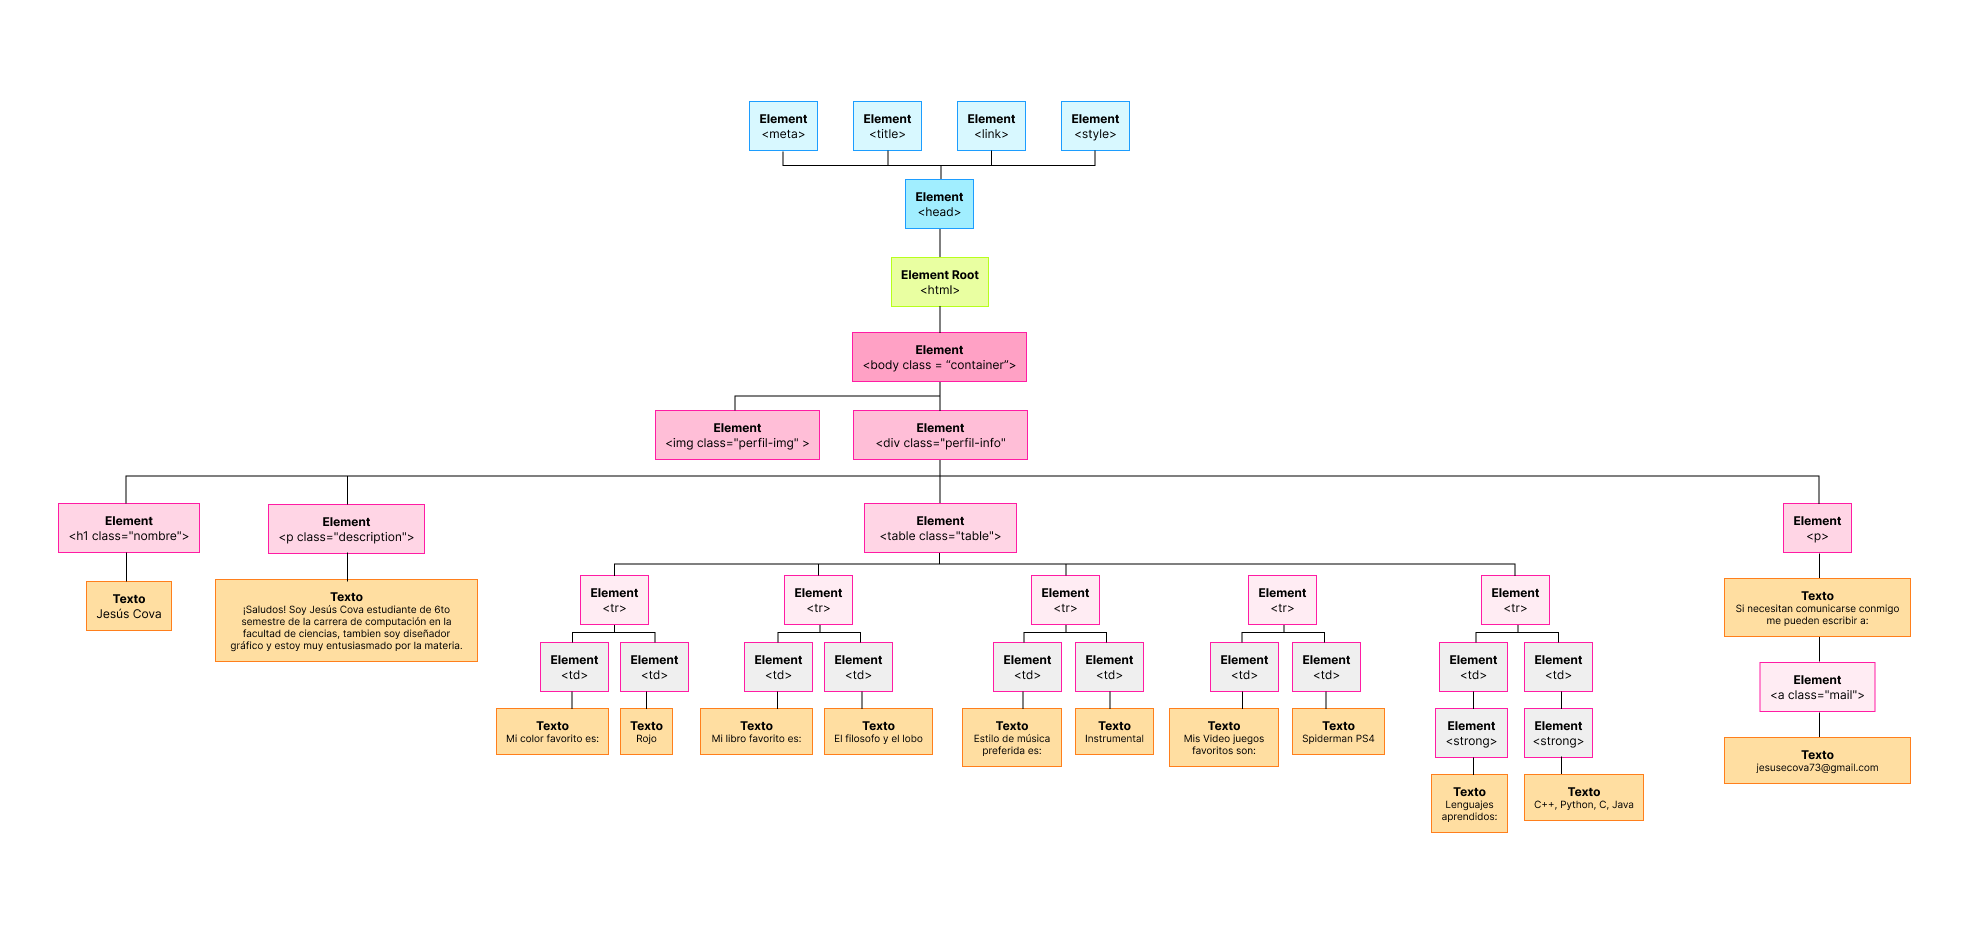 Element
<meta>
Element
<title>
Element
<link>
Element
<style>
Element
<head>
Element Root
<html>
Element
<body class = “container”>
Element
<img class="perfil-img" >
Element
<div class="perfil-info"
Element
<h1 class="nombre">
Element
<p class="description">
Element
<table class="table">
Element
<p>
Texto
Jesús Cova
Texto
¡Saludos! Soy Jesús Cova estudiante de 6to
semestre de la carrera de computación en la
facultad de ciencias, tambien soy diseñador
gráfico y estoy muy entusiasmado por la materia.
Element
<tr>
Element
<tr>
Element
<tr>
Element
<tr>
Element
<tr>
Texto
Si necesitan comunicarse conmigo
me pueden escribir a:
Element
<td>
Element
<td>
Element
<td>
Element
<td>
Element
<td>
Element
<td>
Element
<td>
Element
<td>
Element
<td>
Element
<td>
Element
<a class="mail">
Texto
Mi color favorito es:
Texto
Rojo
Texto
Mi libro favorito es:
Texto
El filosofo y el lobo
Texto
Estilo de música
preferida es:
Texto
Instrumental
Texto
Mis Video juegos
favoritos son:
Texto
Spiderman PS4
Element
<strong>
Element
<strong>
Texto
jesusecova73@gmail.com
Texto
Lenguajes
aprendidos:
Texto
C++, Python, C, Java